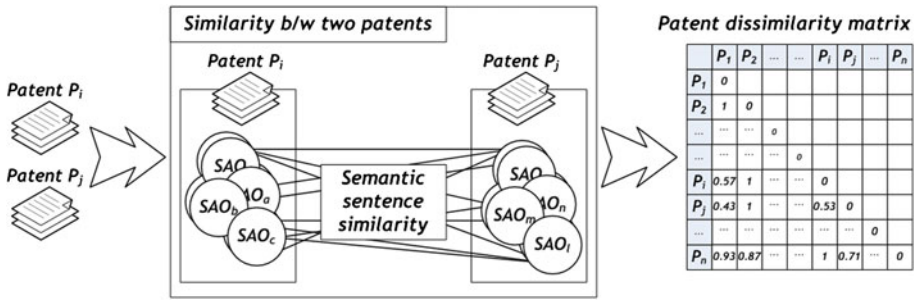 Similarity b/w two patents
Patent dissimilarity matrix
Patent Pi
Patent Pj
Patent Pi
Patent Pj
SAO
SAOa
SAOb
SAOc
Semantic
sentence
similarity
SAO
SAOn
SAOm
SAOl
P1 P2 ... ... Pi Pj ... Pn
P1 0
P2 1 0
... ... ... 0
... ... ... 0
Pi 0.57 1 ... ... 0
Pj 0.43 1 ... ... 0.53 0
... ... ... ... ... ... ... 0
Pn 0.93 0.87 ... ... 1 0.71 ... 0